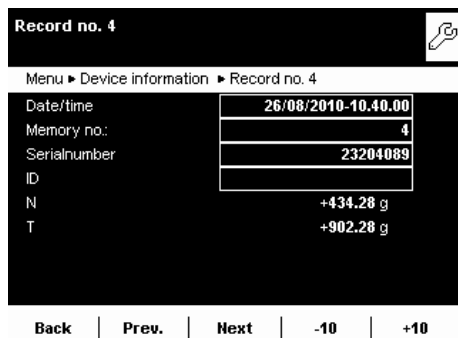 Record no. 4
Menu ▸ Device information ▸ Record no. 4
Date/time 26/08/2010-10.40.00
Memory no.: 4
Serialnumber 23204089
ID
N +434.28 g
T +902.28 g
Back Prev. Next -10 +10